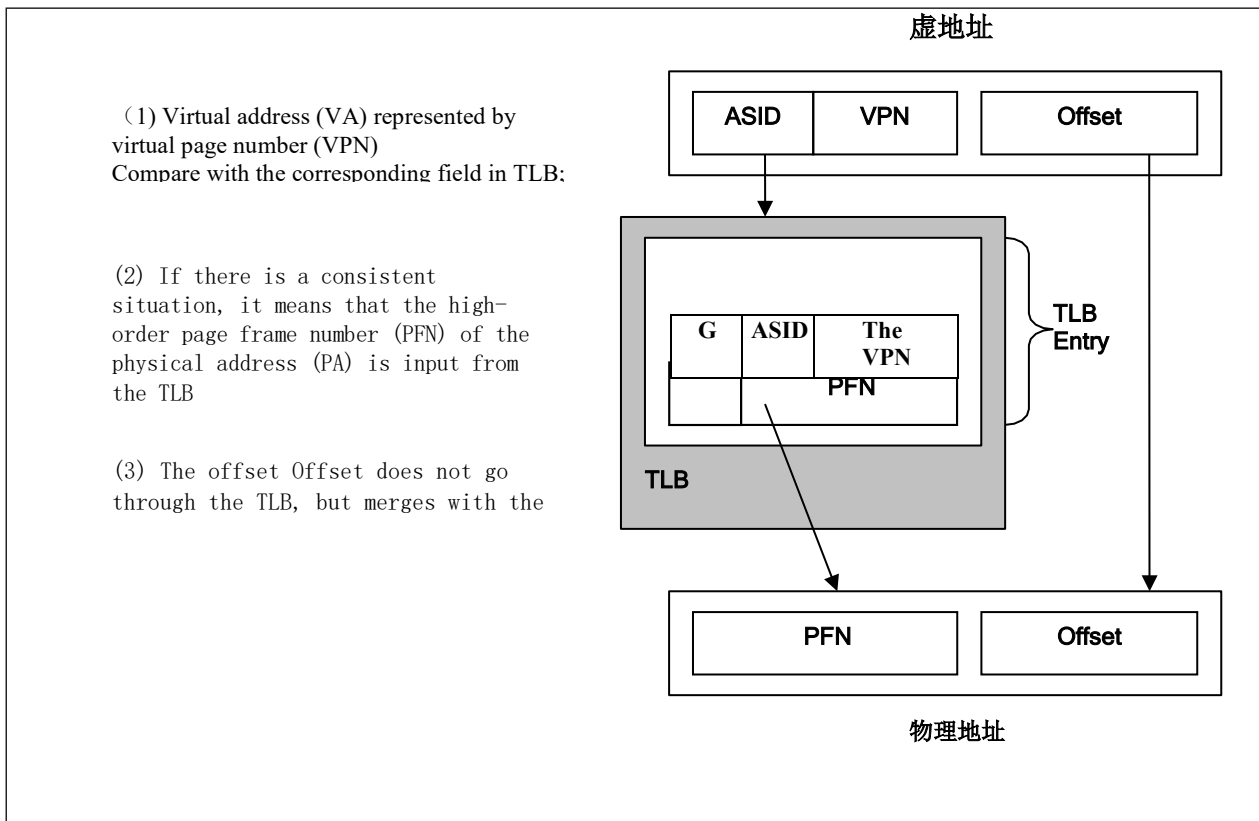 虚地址
（1) Virtual address (VA) represented by
virtual page number (VPN)
Compare with the corresponding field in TLB;
ASID
VPN
Offset
(2) If there is a consistent
situation, it means that the high-
order page frame number (PFN) of the
physical address (PA) is input from
the TLB
G
ASID
The
VPN
PFN
TLB
Entry
(3) The offset Offset does not go
through the TLB, but merges with the
TLB
PFN
Offset
物理地址